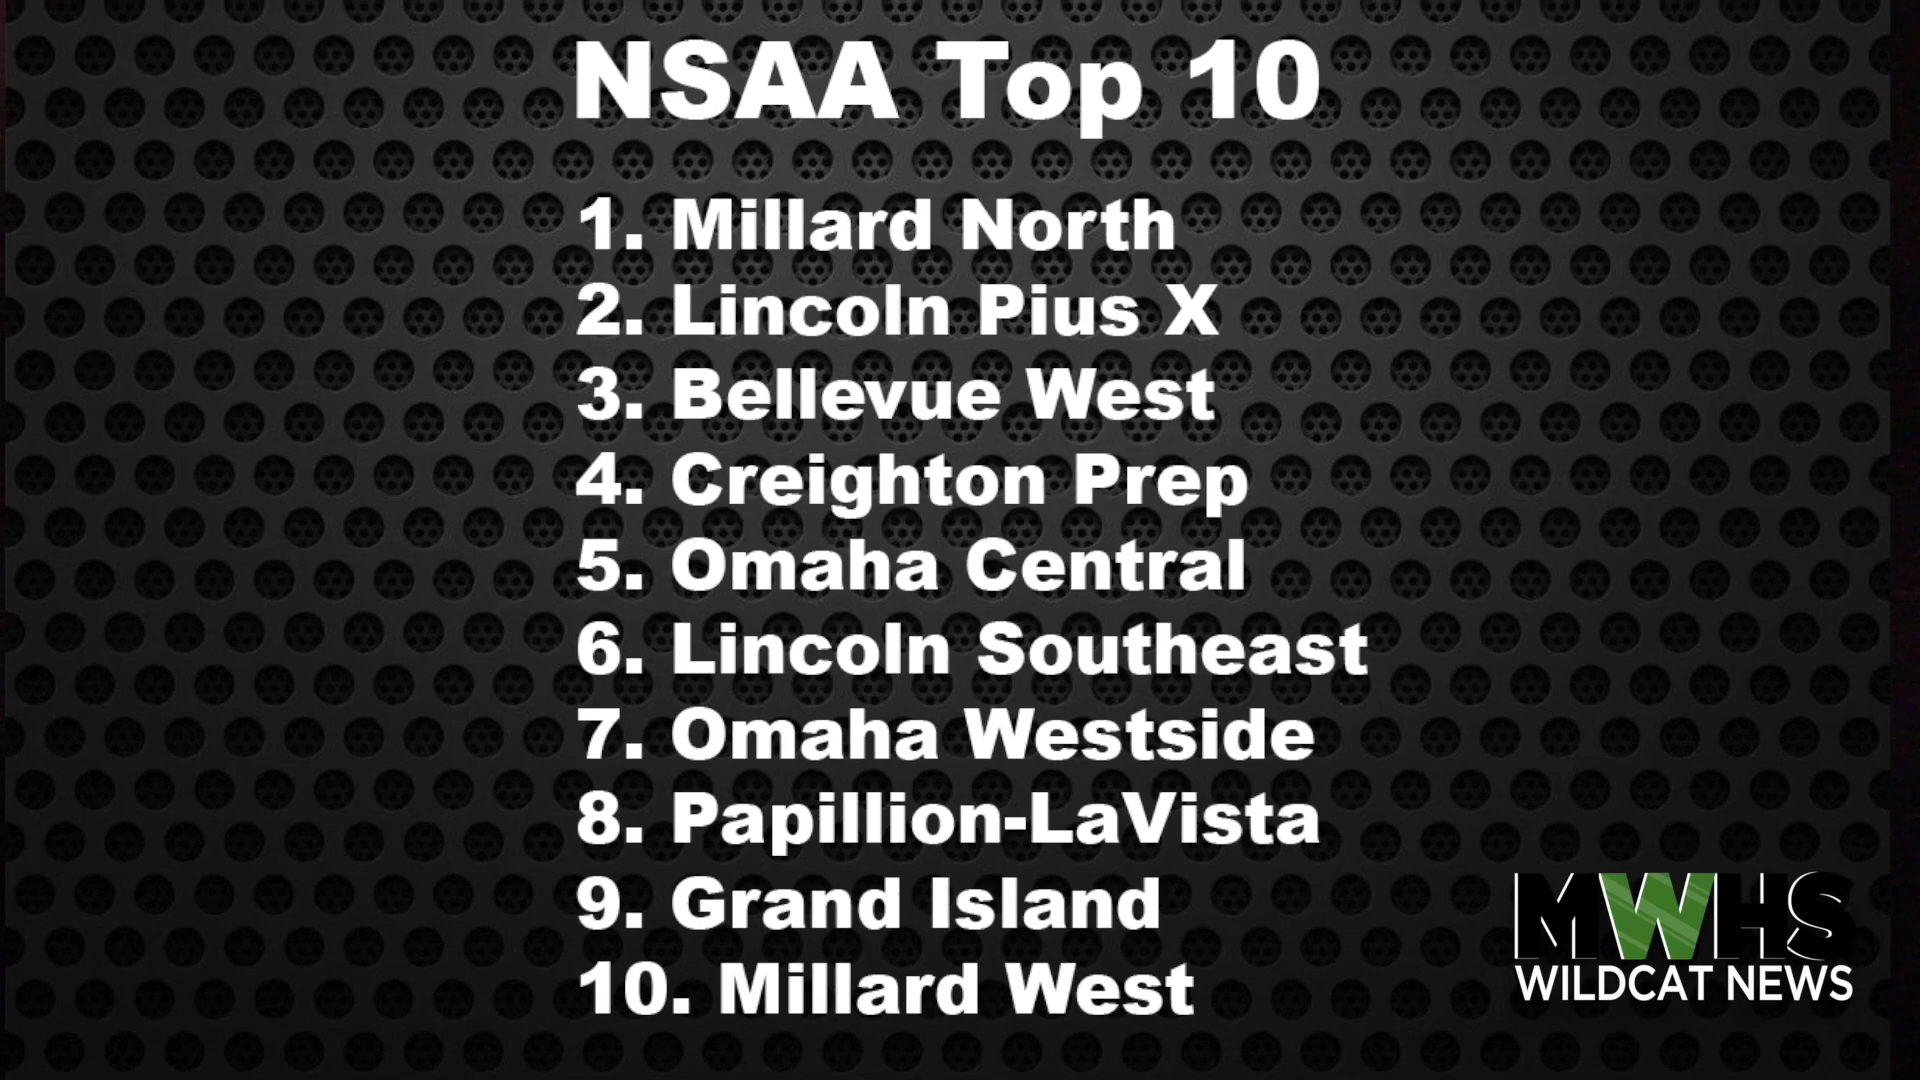 NSAA Top 10
1. Millard North
2. Lincoln Pius X
3. Bellevue West
4. Creighton Prep
5. Omaha Central
6. Lincoln Southeast
7. Omaha Westside
8. Papillion-LaVista
9. Grand Island
10. Millard West
MWHS
WILDCAT NEWS